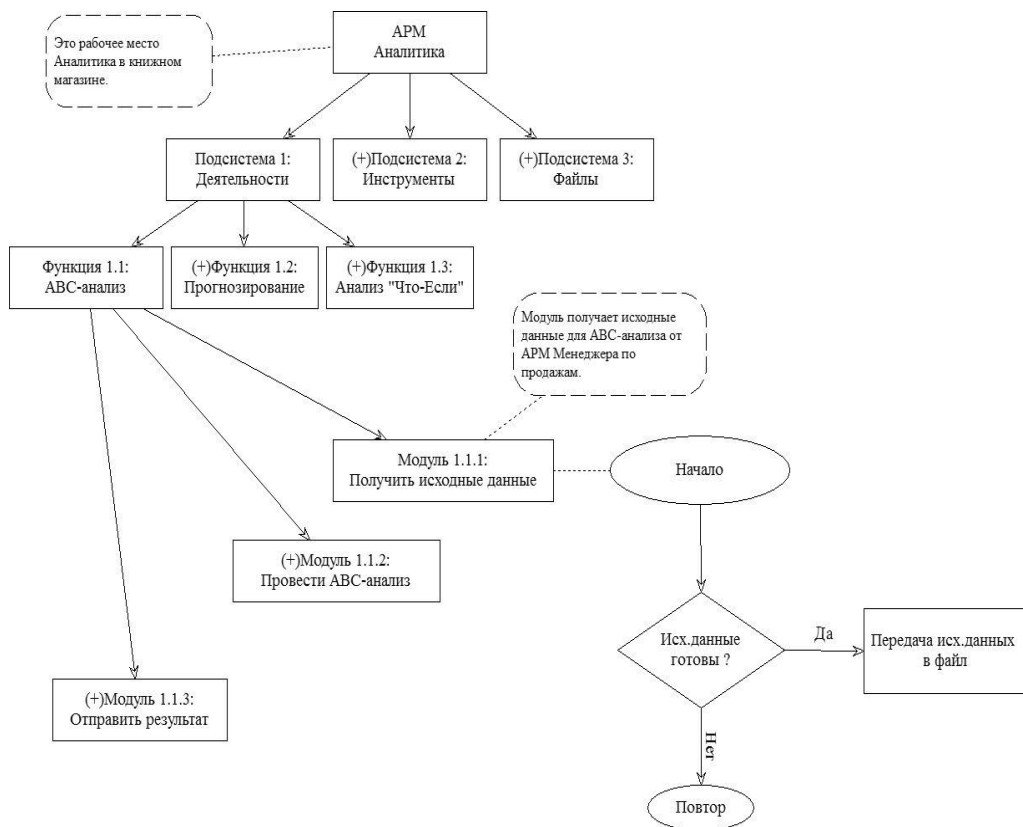 Это рабочее место
Аналитика в книжном
магазине.
АРМ
Аналитика
Подсистема 1:
Деятельности
(+)Подсистема 2:
Инструменты
(+)Подсистема 3:
Файлы
Функция 1.1:
АВС-анализ
(+)Функция 1.2:
Прогнозирование
(+)Функция 1.3:
Анализ "Что-Если"
Модуль получает исходные
данные для АВС-анализа от
АРМ Менеджера по
продажам.
Модуль 1.1.1:
Получить исходные данные
Начало
(+)Модуль 1.1.2:
Провести АВС-анализ
Исх.данные
готовы ?
Да
Передача исх.данных
в файл
(+)Модуль 1.1.3:
Отправить результат
Нет
Повтор